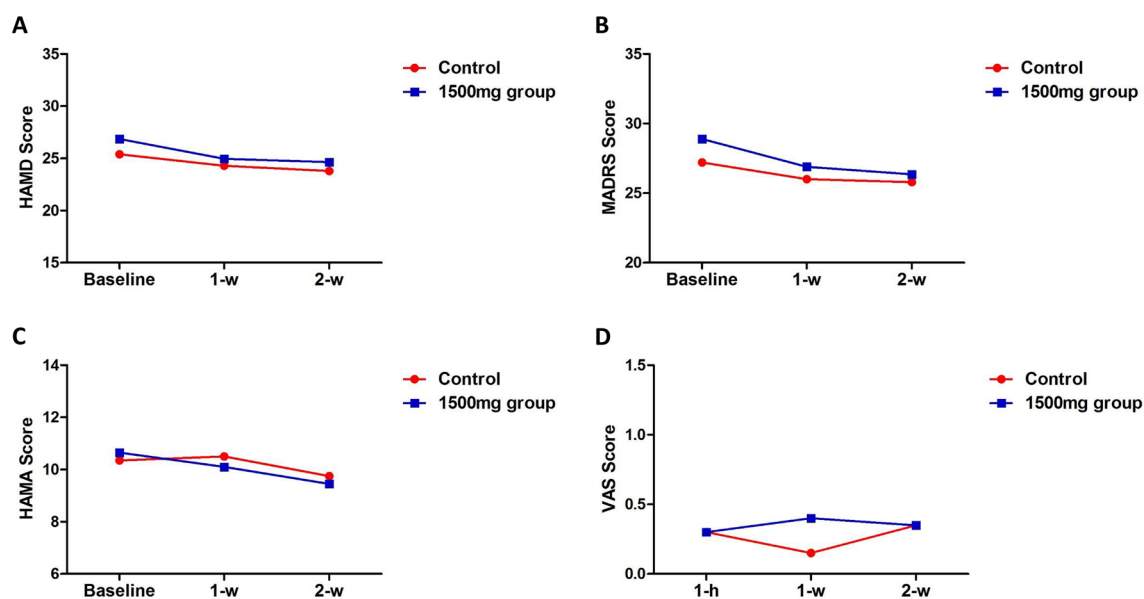 A
HAMD Score
35
30
25
20
15
Baseline 1-w 2-w
Control
1500mg group
B
MADRS Score
35
30
25
20
Baseline 1-w 2-w
Control
1500mg group
C
HAMA Score
14
12
10
8
6
Baseline 1-w 2-w
Control
1500mg group
D
VAS Score
1.5
1.0
0.5
0.0
1-h 1-w 2-w
Control
1500mg group